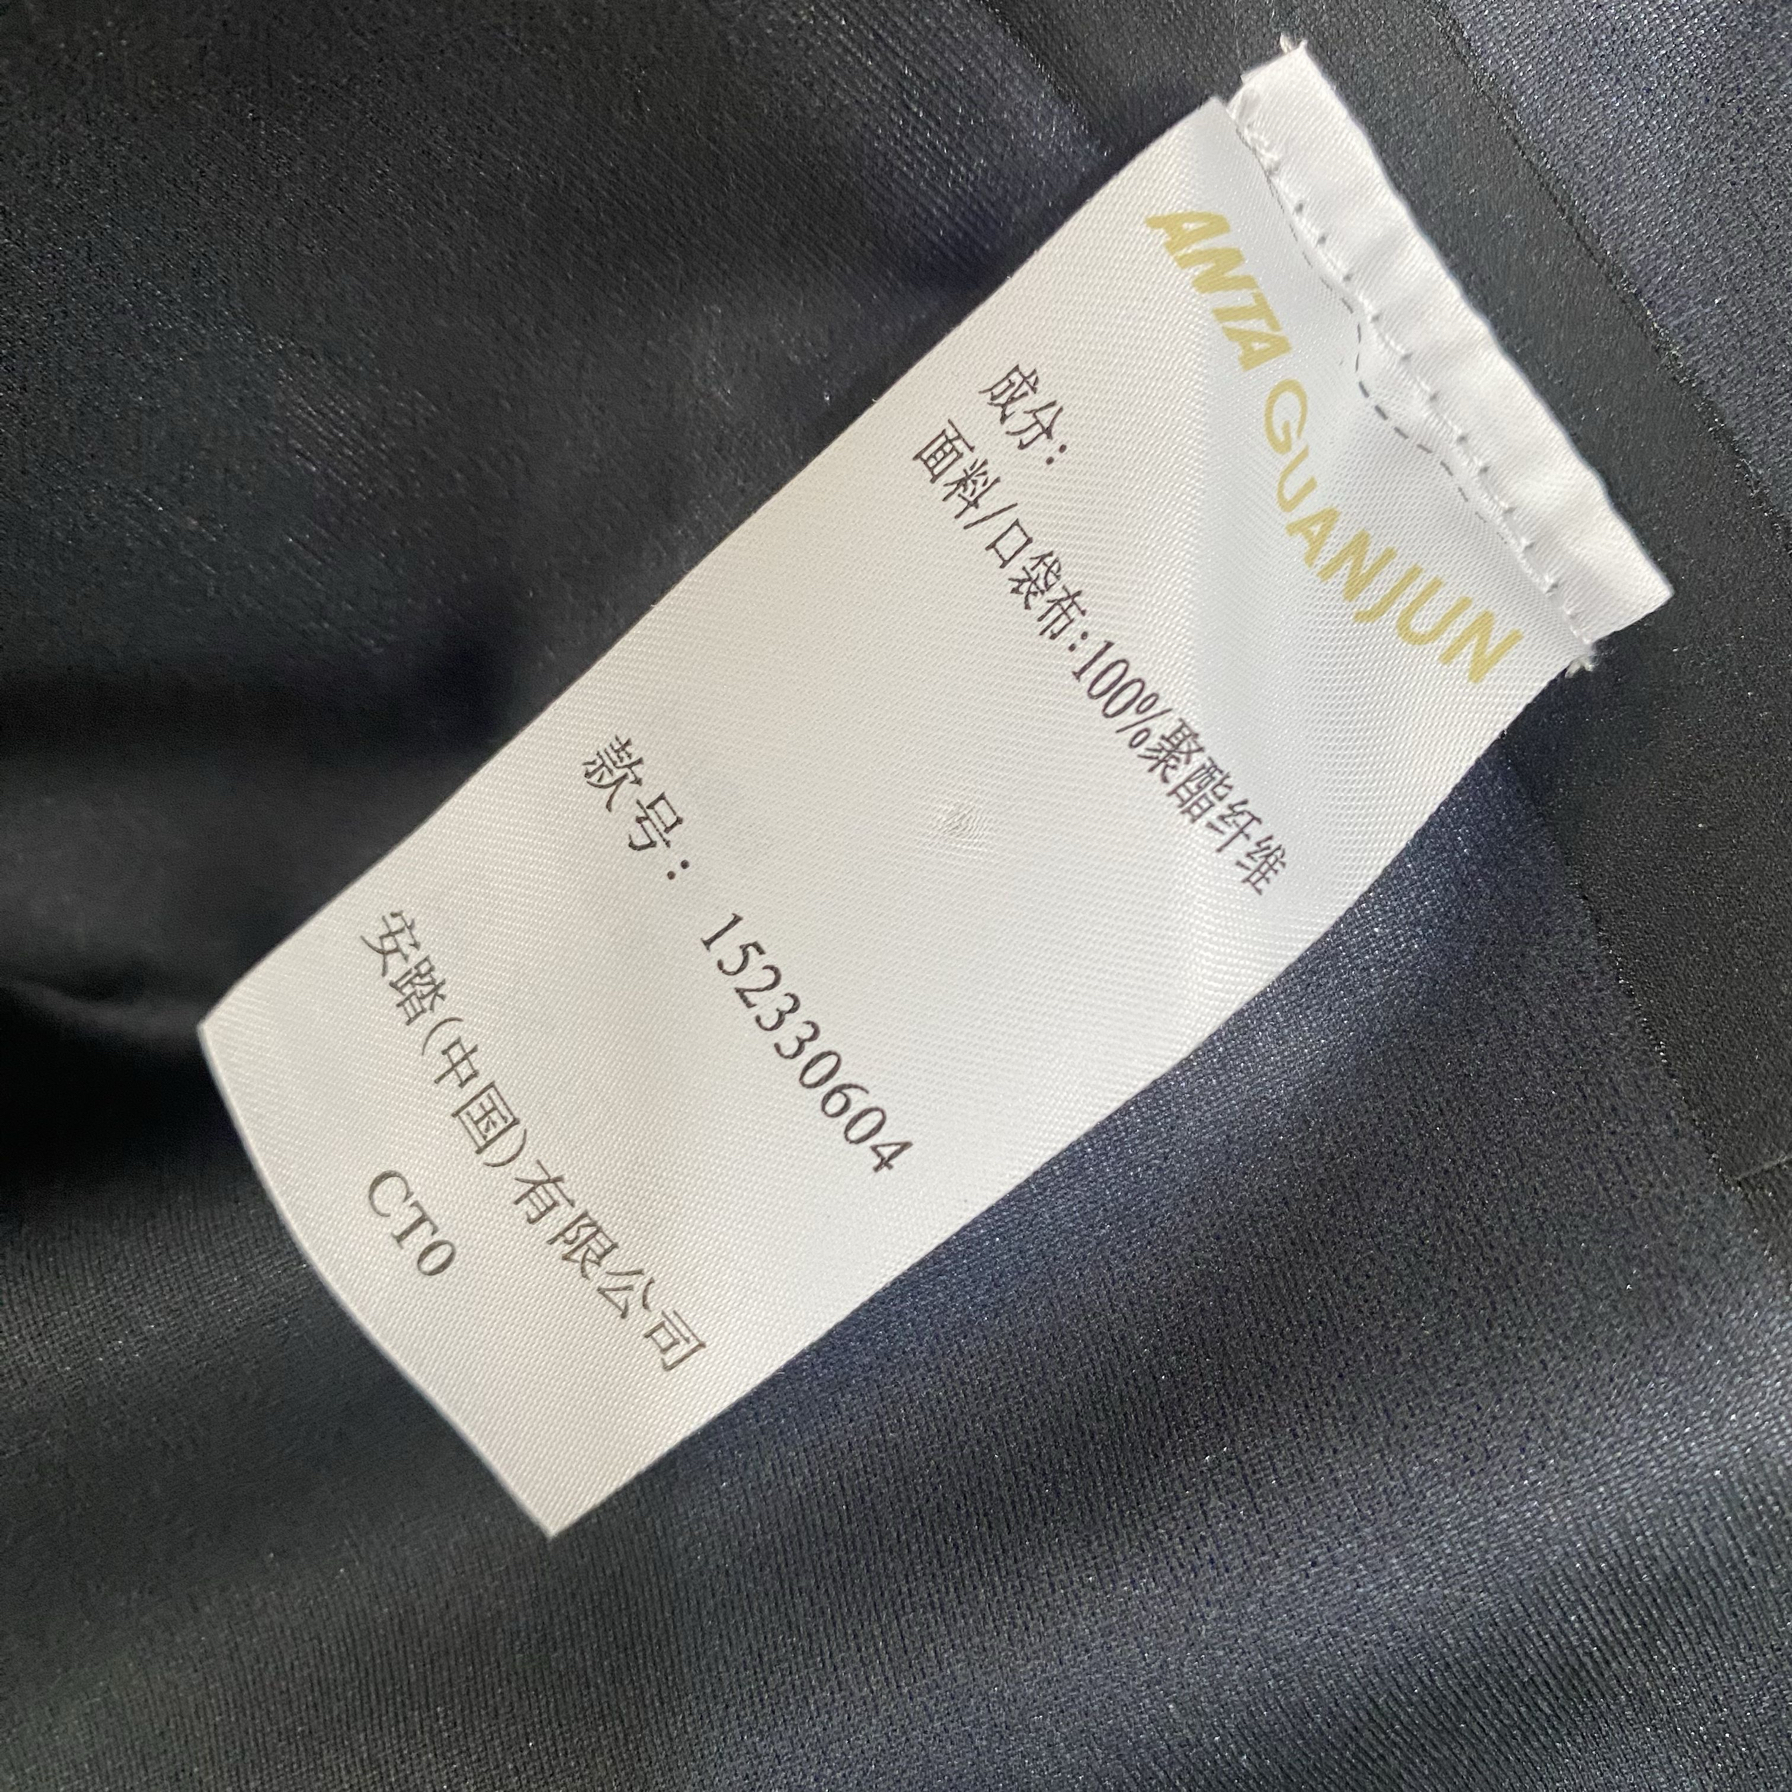 ANTA GUANJUN
成分:
面料/口袋布:100%聚酯纤维
款号: 152330604
安踏(中国)有限公司
CT0